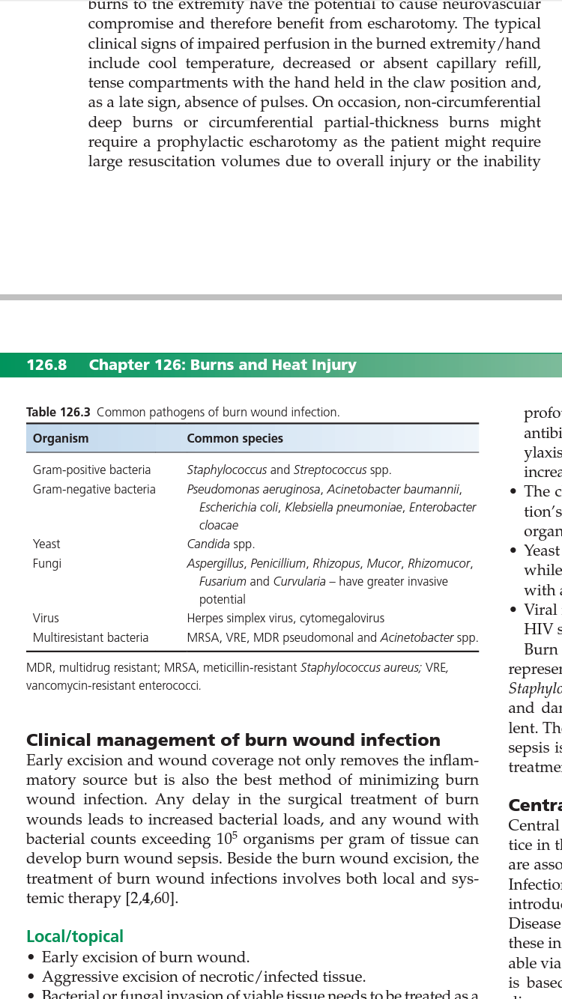 burns to the extremity have the potential to cause neurovascular
compromise and therefore benefit from escharotomy. The typical
clinical signs of impaired perfusion in the burned extremity/hand
include cool temperature, decreased or absent capillary refill,
tense compartments with the hand held in the claw position and,
as a late sign, absence of pulses. On occasion, non-circumferential
deep burns or circumferential partial-thickness burns might
require a prophylactic escharotomy as the patient might require
large resuscitation volumes due to overall injury or the inability
126.8 Chapter 126: Burns and Heat Injury
Table 126.3 Common pathogens of burn wound infection.
Organism Common species
Gram-positive bacteria Staphylococcus and Streptococcus spp.
Gram-negative bacteria Pseudomonas aeruginosa, Acinetobacter baumannii,
Escherichia coli, Klebsiella pneumoniae, Enterobacter
cloacae
Yeast Candida spp.
Fungi Aspergillus, Penicillium, Rhizopus, Mucor, Rhizomucor,
Fusarium and Curvularia – have greater invasive
potential
Virus Herpes simplex virus, cytomegalovirus
Multiresistant bacteria MRSA, VRE, MDR pseudomonal and Acinetobacter spp.
MDR, multidrug resistant; MRSA, meticillin-resistant Staphylococcus aureus; VRE,
vancomycin-resistant enterococci.
Clinical management of burn wound infection
Early excision and wound coverage not only removes the inflam-
matory source but is also the best method of minimizing burn
wound infection. Any delay in the surgical treatment of burn
wounds leads to increased bacterial loads, and any wound with
bacterial counts exceeding 10⁵ organisms per gram of tissue can
develop burn wound sepsis. Beside the burn wound excision, the
treatment of burn wound infections involves both local and sys-
temic therapy [2,4,60].
Local/topical
• Early excision of burn wound.
• Aggressive excision of necrotic/infected tissue.
• Bacterial or fungal invasion of viable tissue needs to be treated as a
profo
antibi
ylaxis
increa
• The c
tion's
organ
• Yeast
while
with a
• Viral
HIV s
Burn
represen
Staphylo
and dan
lent. The
sepsis is
treatme
Centra
Central
tice in th
are asso
Infection
introduc
Disease
these in
able via
is based